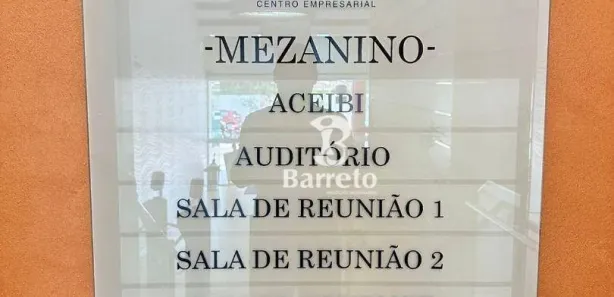 CENTRO EMPRESARIAL
-MEZANINO-
ACEIBI
AUDITÓRIO
Barreto
SALA DE REUNIÃO 1
SALA DE REUNIÃO 2